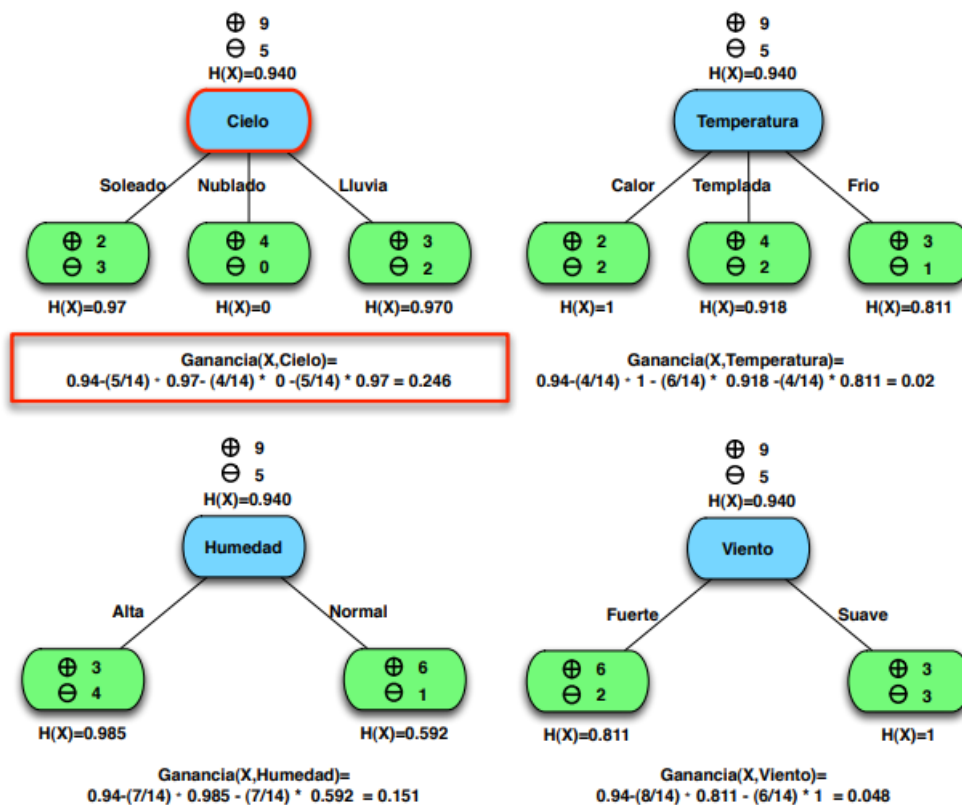 ⊕ 9
⊖ 5
H(X)=0.940
Cielo
Soleado Nublado Lluvia
⊕ 2 ⊕ 4 ⊕ 3
⊖ 3 ⊖ 0 ⊖ 2
H(X)=0.97 H(X)=0 H(X)=0.970
Ganancia(X,Cielo)=
0.94-(5/14) * 0.97- (4/14) * 0 -(5/14) * 0.97 = 0.246
⊕ 9
⊖ 5
H(X)=0.940
Temperatura
Calor Templada Frio
⊕ 2 ⊕ 4 ⊕ 3
⊖ 2 ⊖ 2 ⊖ 1
H(X)=1 H(X)=0.918 H(X)=0.811
Ganancia(X,Temperatura)=
0.94-(4/14) * 1 - (6/14) * 0.918 -(4/14) * 0.811 = 0.02
⊕ 9
⊖ 5
H(X)=0.940
Humedad
Alta Normal
⊕ 3 ⊕ 6
⊖ 4 ⊖ 1
H(X)=0.985 H(X)=0.592
Ganancia(X,Humedad)=
0.94-(7/14) * 0.985 - (7/14) * 0.592 = 0.151
⊕ 9
⊖ 5
H(X)=0.940
Viento
Fuerte Suave
⊕ 6 ⊕ 3
⊖ 2 ⊖ 3
H(X)=0.811 H(X)=1
Ganancia(X,Viento)=
0.94-(8/14) * 0.811 - (6/14) * 1 = 0.048